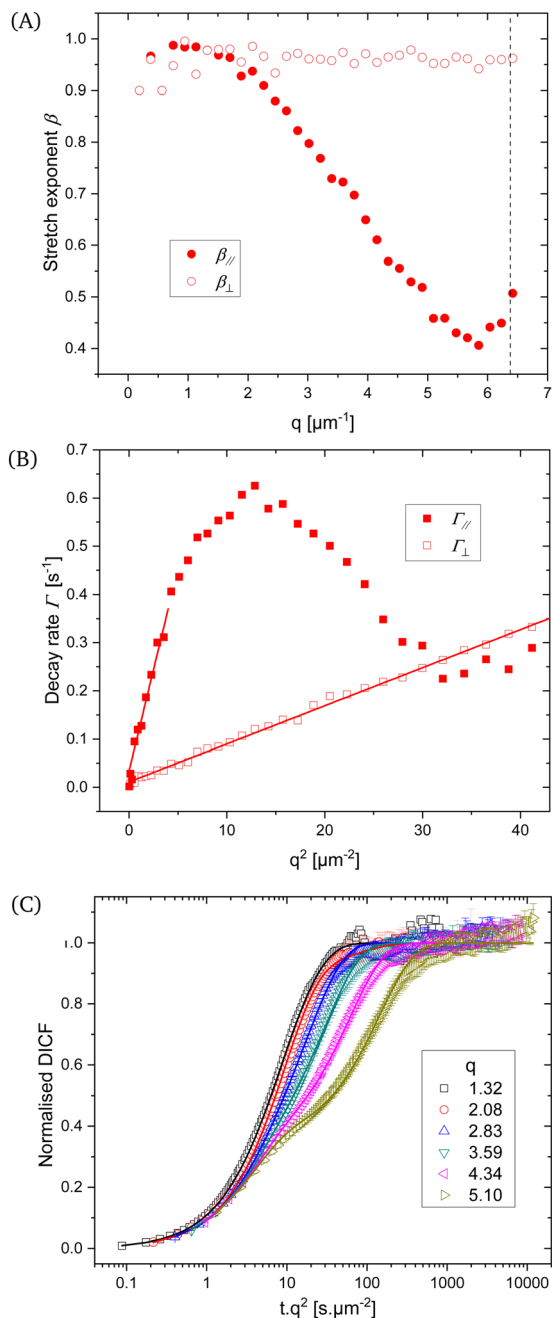 (A)
1.0
0.9
0.8
0.7
0.6
0.5
0.4
Stretch exponent β
β//
β⊥
0 1 2 3 4 5 6 7
q [µm-1]
(B)
0.7
0.6
0.5
0.4
0.3
0.2
0.1
0.0
Decay rate Γ [s-1]
Γ//
Γ⊥
0 10 20 30 40
q2 [µm-2]
(C)
1.0
0.8
0.6
0.4
0.2
0.0
Normalised DICF
q
1.32
2.08
2.83
3.59
4.34
5.10
0.1 1 10 100 1000 10000
t.q2 [s.µm-2]